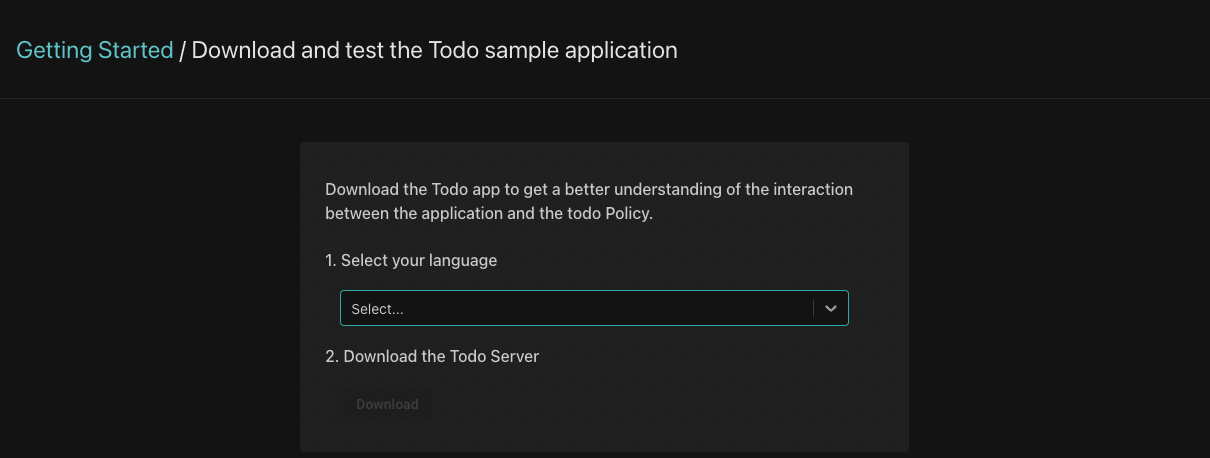 Getting Started / Download and test the Todo sample application
Download the Todo app to get a better understanding of the interaction
between the application and the todo Policy.
1. Select your language
Select...
2. Download the Todo Server
Download